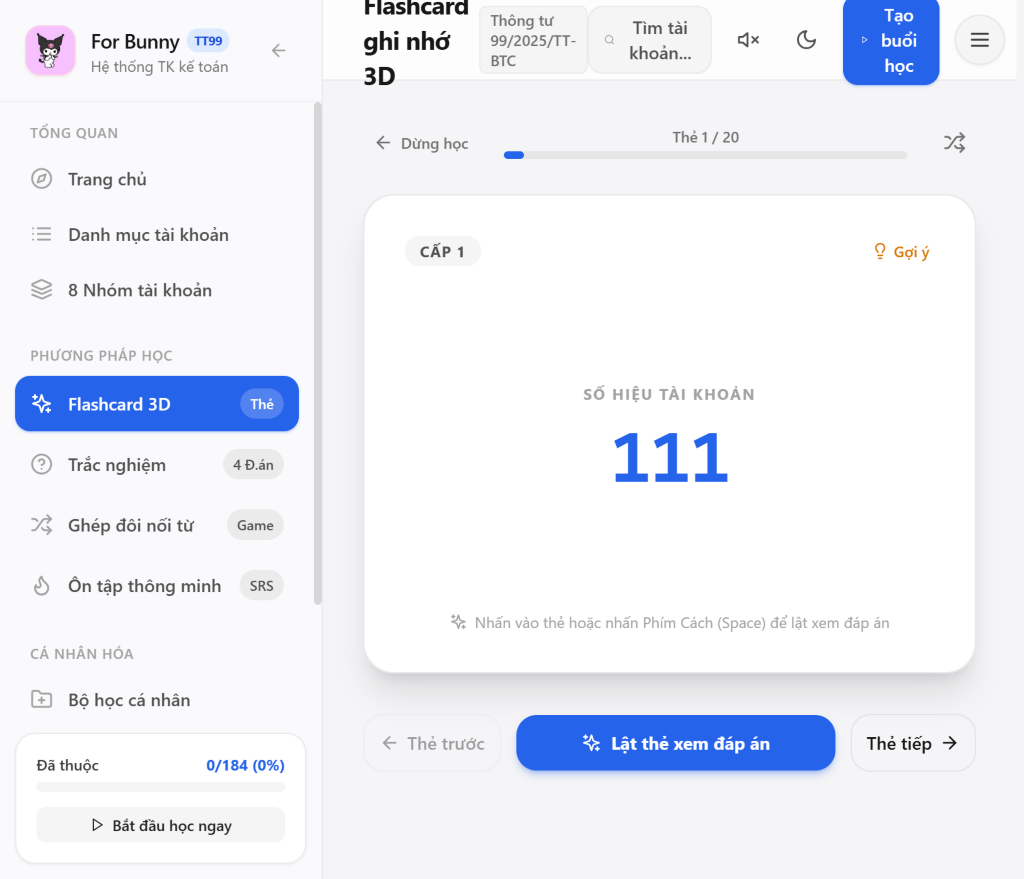 For Bunny TT99
Hệ thống TK kế toán
TỔNG QUAN
Trang chủ
Danh mục tài khoản
8 Nhóm tài khoản
PHƯƠNG PHÁP HỌC
Flashcard 3D Thẻ
Trắc nghiệm 4 Đ.án
Ghép đôi nối từ Game
Ôn tập thông minh SRS
CÁ NHÂN HÓA
Bộ học cá nhân
Đã thuộc 0/184 (0%)
Bắt đầu học ngay
Flashcard
ghi nhớ
3D
Thông tư
99/2025/TT-
BTC
Tìm tài
khoản...
Tạo
buổi
học
Dừng học
Thẻ 1 / 20
CẤP 1
Gợi ý
SỐ HIỆU TÀI KHOẢN
111
Nhấn vào thẻ hoặc nhấn Phím Cách (Space) để lật xem đáp án
Thẻ trước
Lật thẻ xem đáp án
Thẻ tiếp